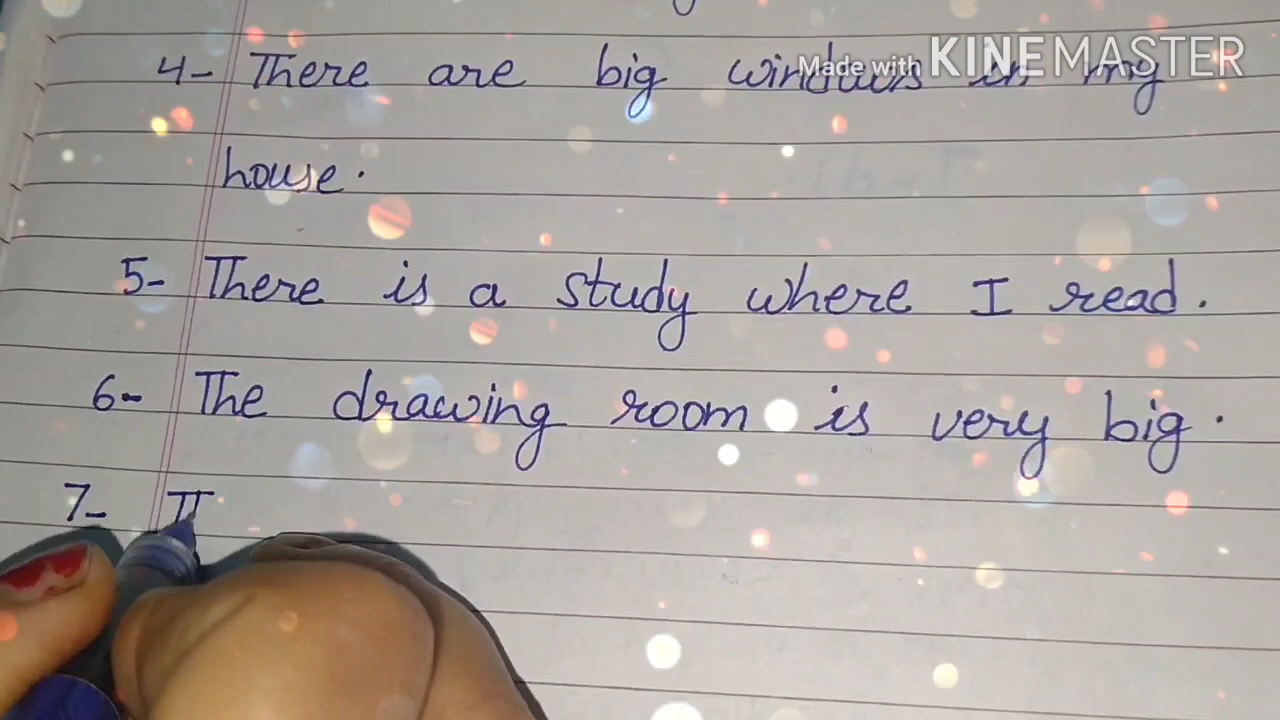 4- There are big windows in my
Made with KINEMASTER
house.
5- There is a study where I read.
6- The drawing room is very big.
7-